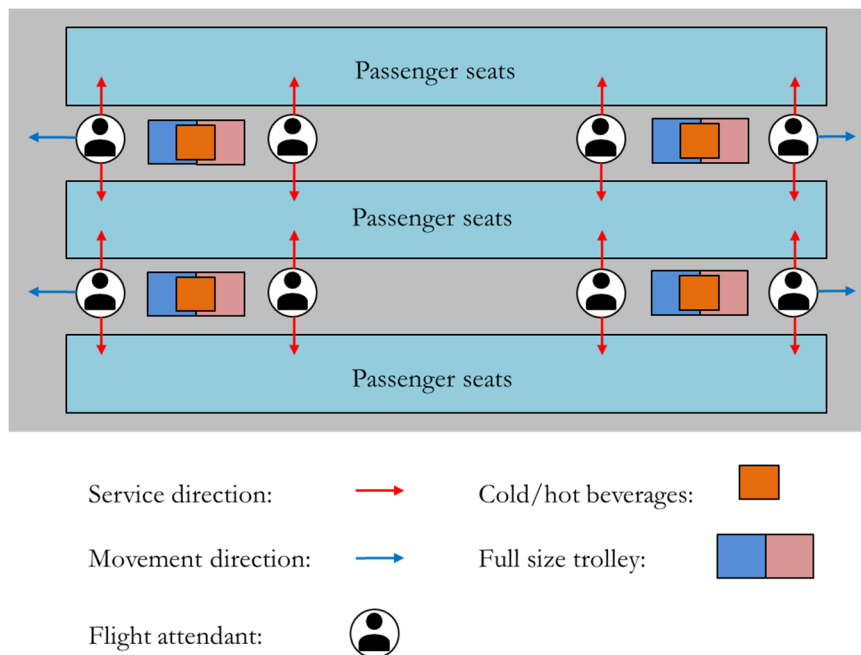 Passenger seats
Passenger seats
Passenger seats
Service direction:
Cold/hot beverages:
Movement direction:
Full size trolley:
Flight attendant: